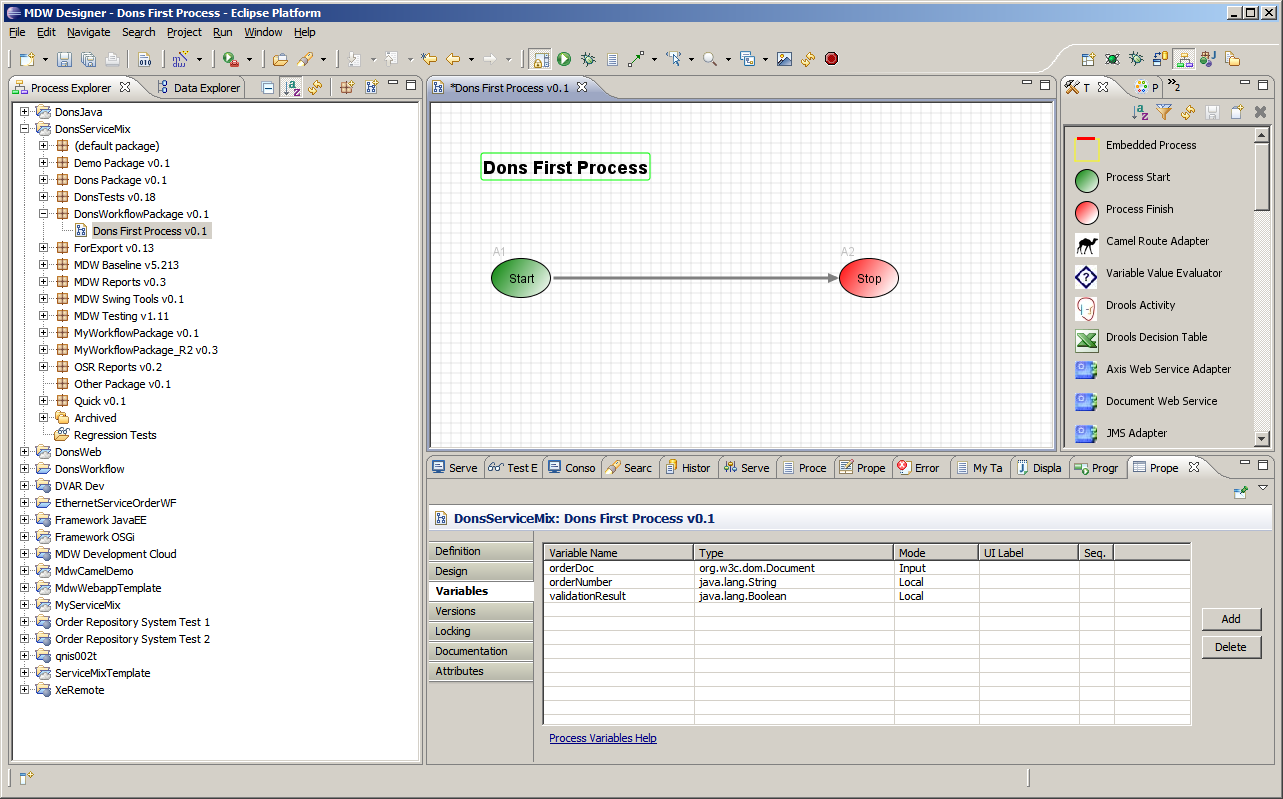 MDW Designer - Dons First Process - Eclipse Platform
File Edit Navigate Search Project Run Window Help
Process Explorer
Data Explorer
DonsJava
DonsServiceMix
(default package)
Demo Package v0.1
Dons Package v0.1
DonsTests v0.18
DonsWorkflowPackage v0.1
Dons First Process v0.1
ForExport v0.13
MDW Baseline v5.213
MDW Reports v0.3
MDW Swing Tools v0.1
MDW Testing v1.11
MyWorkflowPackage v0.1
MyWorkflowPackage_R2 v0.3
OSR Reports v0.2
Other Package v0.1
Quick v0.1
Archived
Regression Tests
DonsWeb
DonsWorkflow
DVAR Dev
EthernetServiceOrderWF
Framework JavaEE
Framework OSGi
MDW Development Cloud
MdwCamelDemo
MdwWebappTemplate
MyServiceMix
Order Repository System Test 1
Order Repository System Test 2
qnis002t
ServiceMixTemplate
XeRemote
*Dons First Process v0.1
Dons First Process
A1
Start
A2
Stop
T
P
»2
Embedded Process
Process Start
Process Finish
Camel Route Adapter
Variable Value Evaluator
Drools Activity
Drools Decision Table
Axis Web Service Adapter
Document Web Service
JMS Adapter
Serve Test E Conso Searc Histor Serve Proce Prope Error My Ta Displa Progr Prope
DonsServiceMix: Dons First Process v0.1
Definition
Design
Variables
Versions
Locking
Documentation
Attributes
Variable Name Type Mode UI Label Seq.
orderDoc org.w3c.dom.Document Input
orderNumber java.lang.String Local
validationResult java.lang.Boolean Local
Add
Delete
Process Variables Help